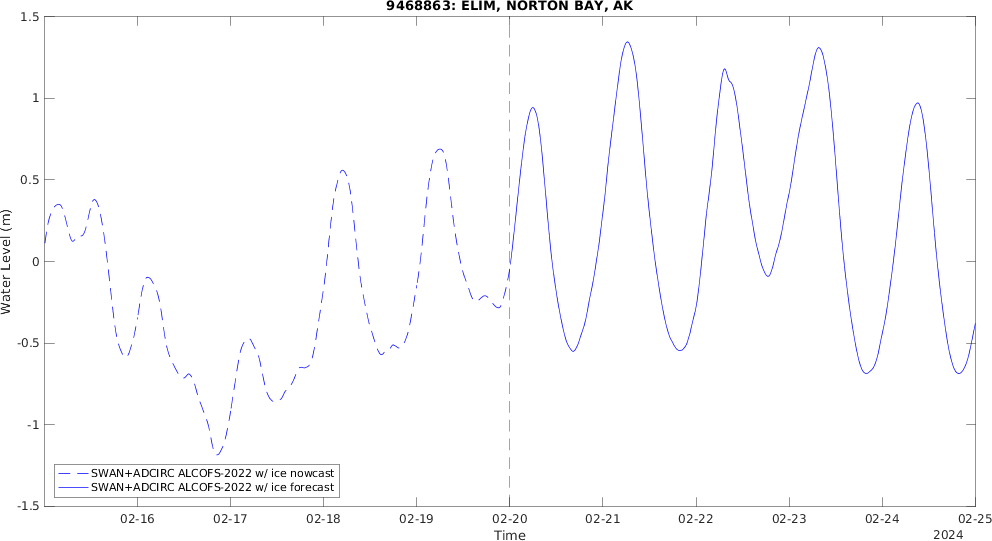 9468863: ELIM, NORTON BAY, AK
1.5
1
0.5
0
-0.5
-1
-1.5
Water Level (m)
SWAN+ADCIRC ALCOFS-2022 w/ ice nowcast
SWAN+ADCIRC ALCOFS-2022 w/ ice forecast
02-16 02-17 02-18 02-19 02-20 02-21 02-22 02-23 02-24 02-25
Time
2024